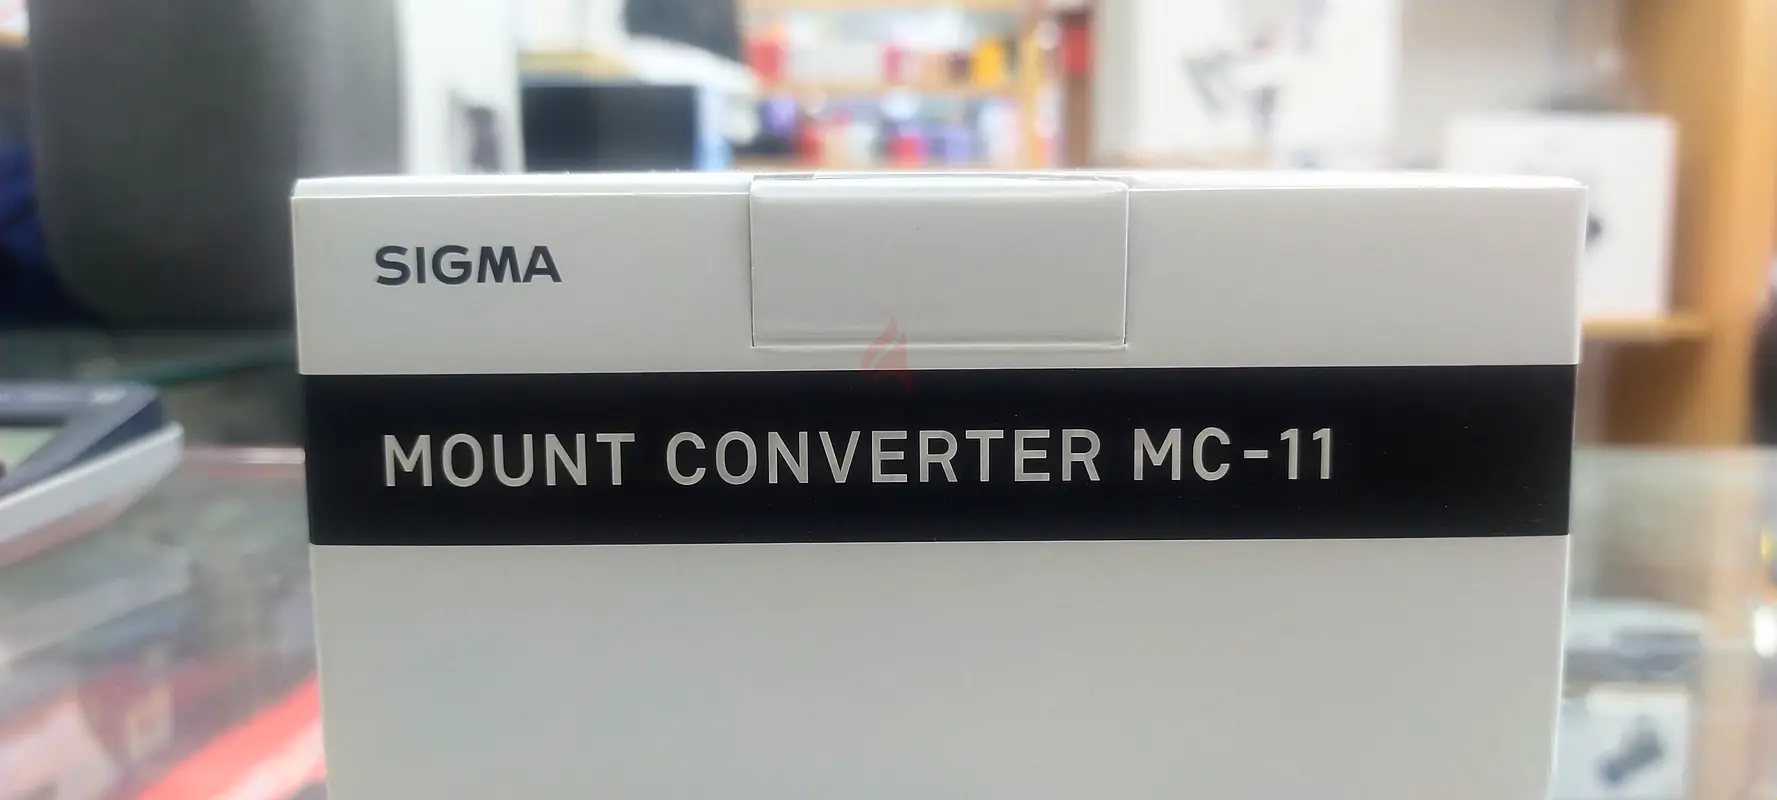 SIGMA
MOUNT CONVERTER MC-11